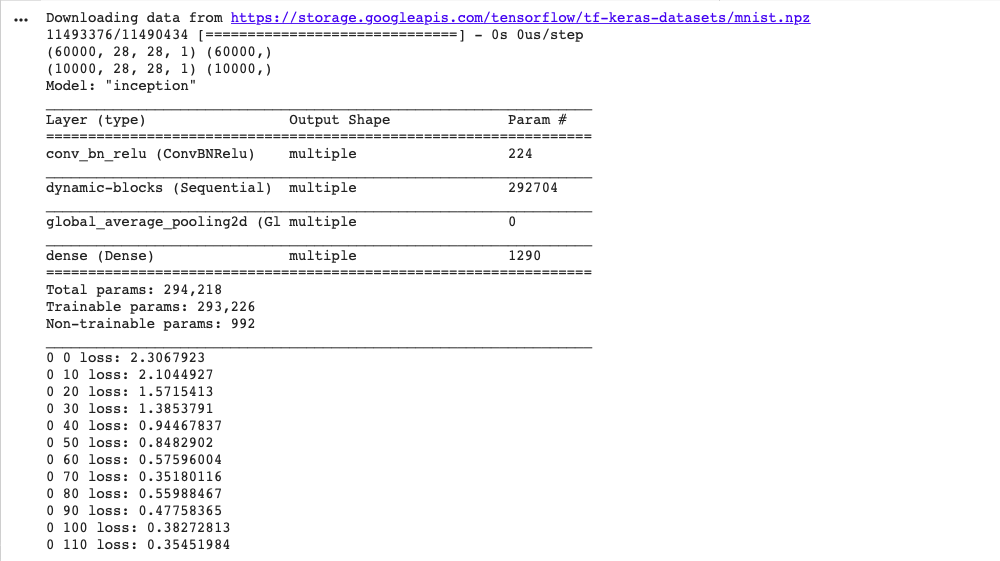 ... Downloading data from https://storage.googleapis.com/tensorflow/tf-keras-datasets/mnist.npz
11493376/11490434 [==============================] - 0s 0us/step
(60000, 28, 28, 1) (60000,)
(10000, 28, 28, 1) (10000,)
Model: "inception"
_________________________________________________________________
Layer (type)                 Output Shape              Param #
=================================================================
conv_bn_relu (ConvBNRelu)    multiple                  224
_________________________________________________________________
dynamic-blocks (Sequential)  multiple                  292704
_________________________________________________________________
global_average_pooling2d (Gl multiple                  0
_________________________________________________________________
dense (Dense)                multiple                  1290
=================================================================
Total params: 294,218
Trainable params: 293,226
Non-trainable params: 992
_________________________________________________________________
0 0 loss: 2.3067923
0 10 loss: 2.1044927
0 20 loss: 1.5715413
0 30 loss: 1.3853791
0 40 loss: 0.94467837
0 50 loss: 0.8482902
0 60 loss: 0.57596004
0 70 loss: 0.35180116
0 80 loss: 0.55988467
0 90 loss: 0.47758365
0 100 loss: 0.38272813
0 110 loss: 0.35451984